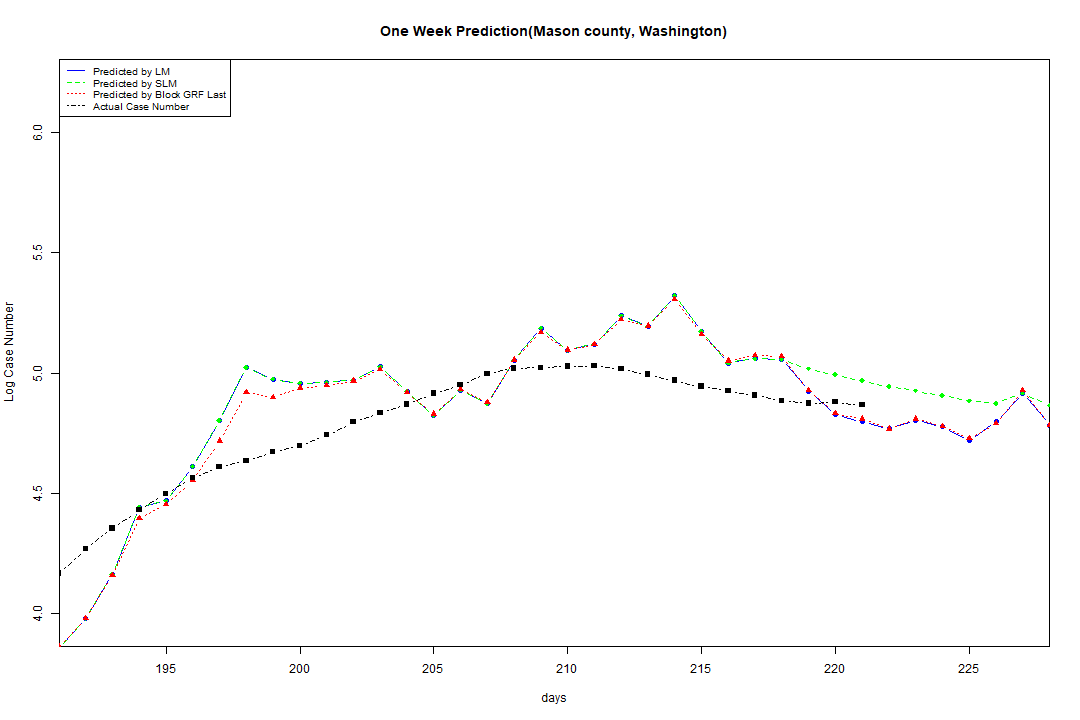 One Week Prediction(Mason county, Washington)
Predicted by LM
Predicted by SLM
Predicted by Block GRF Last
Actual Case Number
6.0
5.5
5.0
4.5
4.0
Log Case Number
195 200 205 210 215 220 225
days